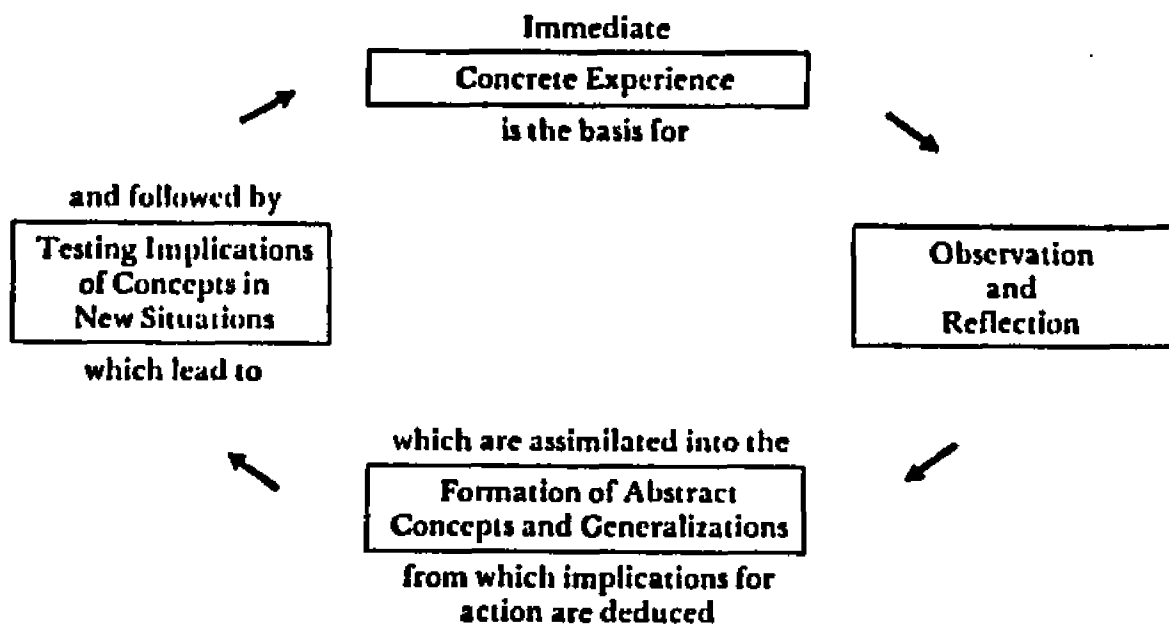 Immediate
Concrete Experience
is the basis for
Observation
and
Reflection
which are assimilated into the
Formation of Abstract
Concepts and Generalizations
from which implications for
action are deduced
and followed by
Testing Implications
of Concepts in
New Situations
which lead to